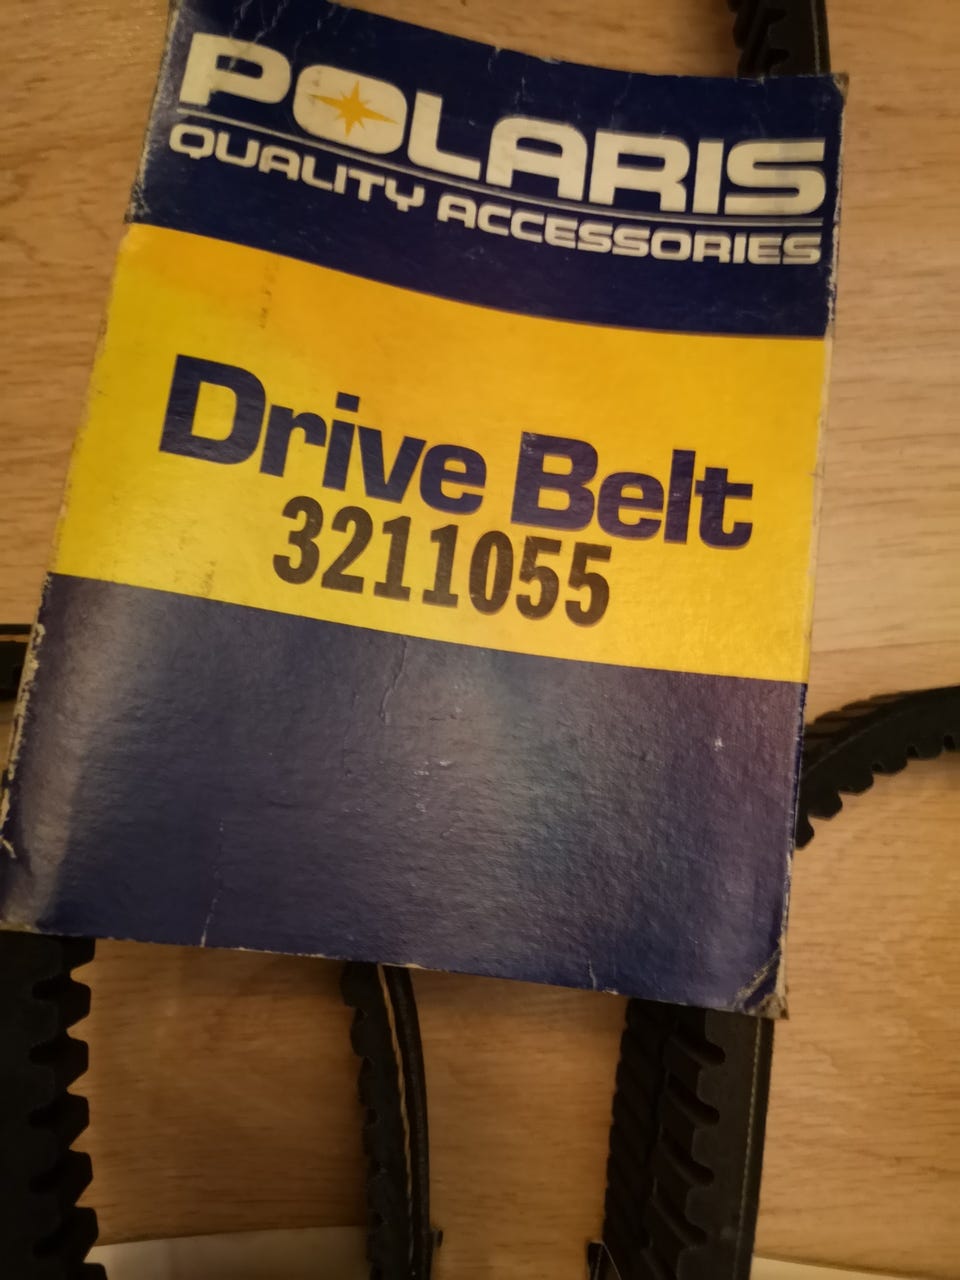 POLARIS
QUALITY ACCESSORIES
Drive Belt
3211055